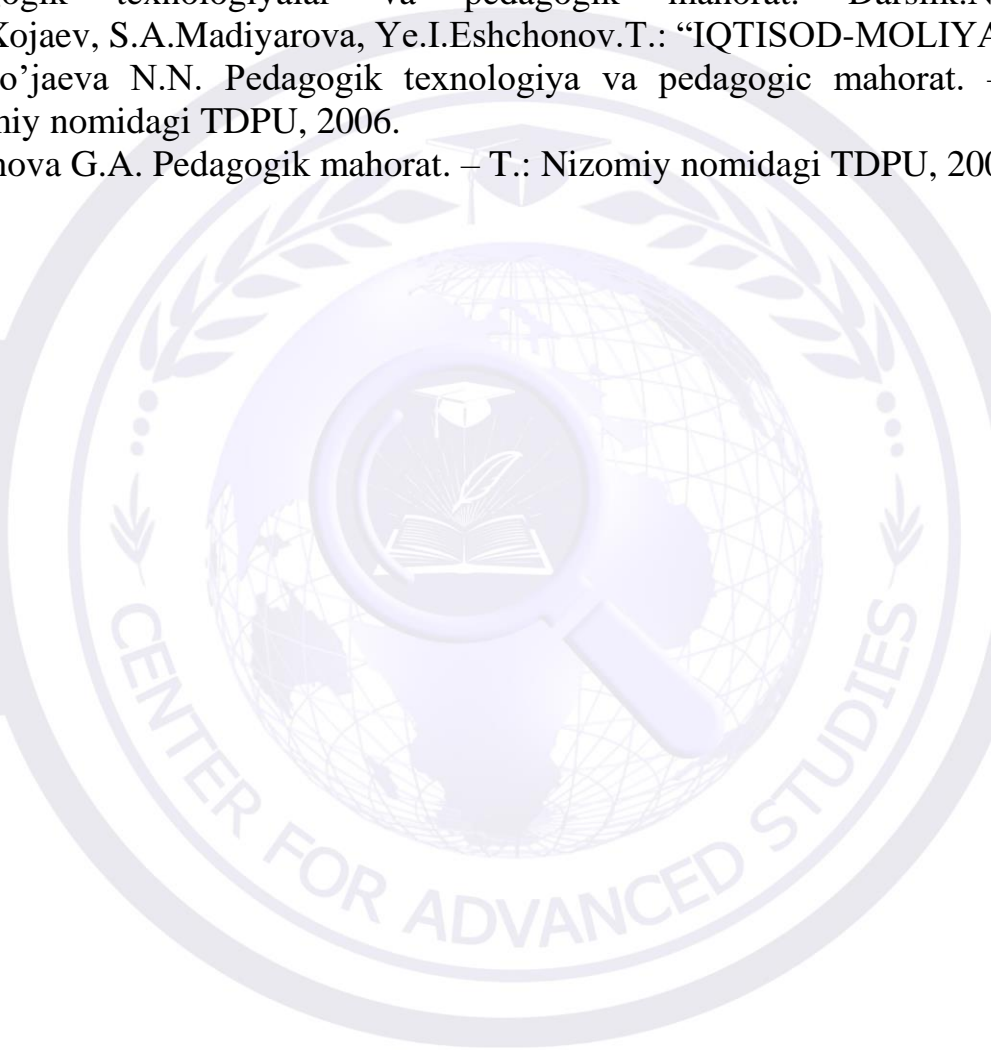 texnologiyalar va pedagogik mahorat. Darslik.N
Kojaev, S.A.Madiyarova, Ye.I.Eshchonov.T.: “IQTISOD-MOLIYA
o’jaeva N.N. Pedagogik texnologiya va pedagogic mahorat. –
niy nomidagi TDPU, 2006.
nova G.A. Pedagogik mahorat. – T.: Nizomiy nomidagi TDPU, 200
CENTER FOR ADVANCED STUDIES